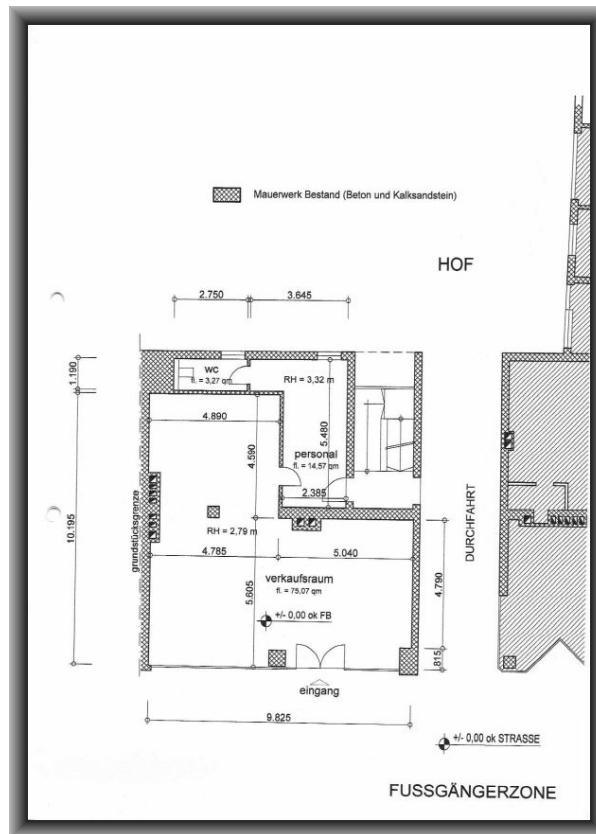 Mauerwerk Bestand (Beton und Kalksandstein)
HOF
2.750
3.645
1.190
wc
fl. = 3,27 qm
RH = 3,32 m
4.890
4.590
5.480
personal
fl. = 14,57 qm
2.385
grundstücksgrenze
10.195
RH = 2,79 m
DURCHFAHRT
4.785
5.040
verkaufsraum
fl. = 75,07 qm
5.605
4.790
+/- 0,00 ok FB
.815
eingang
9.825
+/- 0,00 ok STRASSE
FUSSGÄNGERZONE